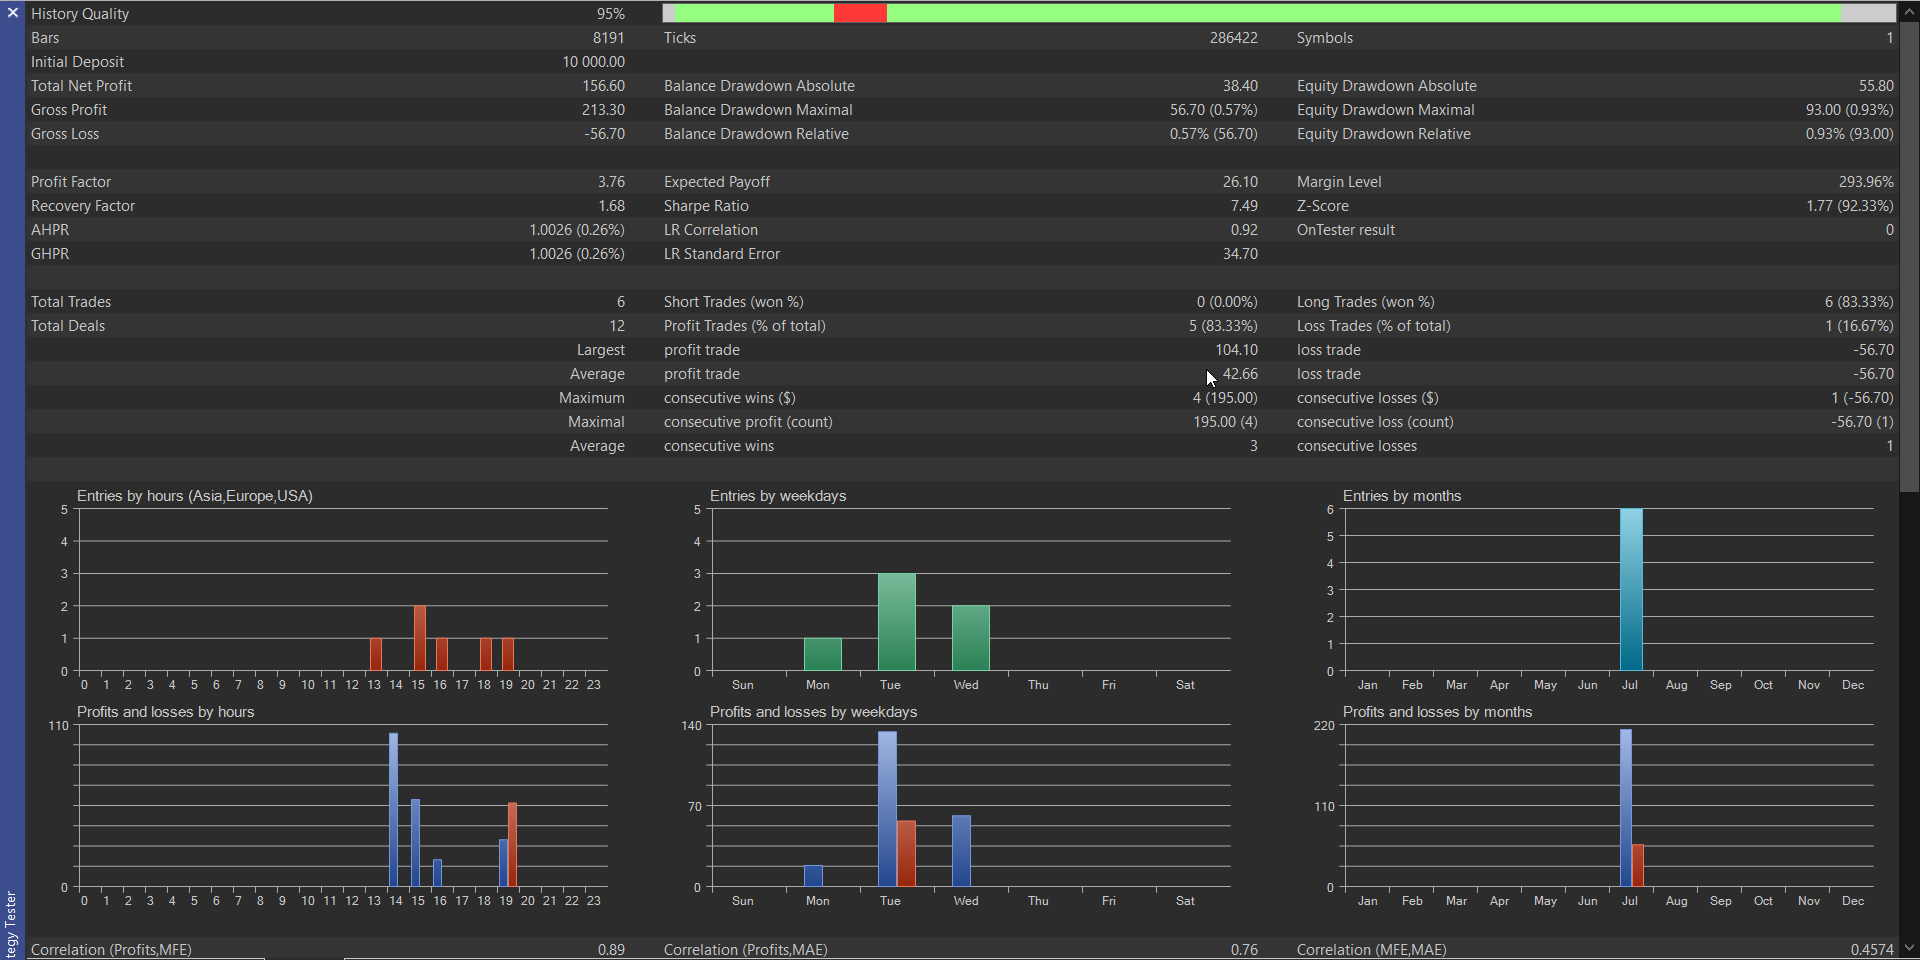 History Quality 95%
Bars 8191 Ticks 286422 Symbols 1
Initial Deposit 10 000.00
Total Net Profit 156.60 Balance Drawdown Absolute 38.40 Equity Drawdown Absolute 55.80
Gross Profit 213.30 Balance Drawdown Maximal 56.70 (0.57%) Equity Drawdown Maximal 93.00 (0.93%)
Gross Loss -56.70 Balance Drawdown Relative 0.57% (56.70) Equity Drawdown Relative 0.93% (93.00)
Profit Factor 3.76 Expected Payoff 26.10 Margin Level 293.96%
Recovery Factor 1.68 Sharpe Ratio 7.49 Z-Score 1.77 (92.33%)
AHPR 1.0026 (0.26%) LR Correlation 0.92 OnTester result 0
GHPR 1.0026 (0.26%) LR Standard Error 34.70
Total Trades 6 Short Trades (won %) 0 (0.00%) Long Trades (won %) 6 (83.33%)
Total Deals 12 Profit Trades (% of total) 5 (83.33%) Loss Trades (% of total) 1 (16.67%)
Largest profit trade 104.10 loss trade -56.70
Average profit trade 42.66 loss trade -56.70
Maximum consecutive wins ($) 4 (195.00) consecutive losses ($) 1 (-56.70)
Maximal consecutive profit (count) 195.00 (4) consecutive loss (count) -56.70 (1)
Average consecutive wins 3 consecutive losses 1
Entries by hours (Asia,Europe,USA)
5
4
3
2
1
0
0 1 2 3 4 5 6 7 8 9 10 11 12 13 14 15 16 17 18 19 20 21 22 23
Entries by weekdays
5
4
3
2
1
0
Sun Mon Tue Wed Thu Fri Sat
Entries by months
6
5
4
3
2
1
0
Jan Feb Mar Apr May Jun Jul Aug Sep Oct Nov Dec
Profits and losses by hours
110
0
0 1 2 3 4 5 6 7 8 9 10 11 12 13 14 15 16 17 18 19 20 21 22 23
Profits and losses by weekdays
140
70
0
Sun Mon Tue Wed Thu Fri Sat
Profits and losses by months
220
110
0
Jan Feb Mar Apr May Jun Jul Aug Sep Oct Nov Dec
Correlation (Profits,MFE) 0.89 Correlation (Profits,MAE) 0.76 Correlation (MFE,MAE) 0.4574
tegy Tester